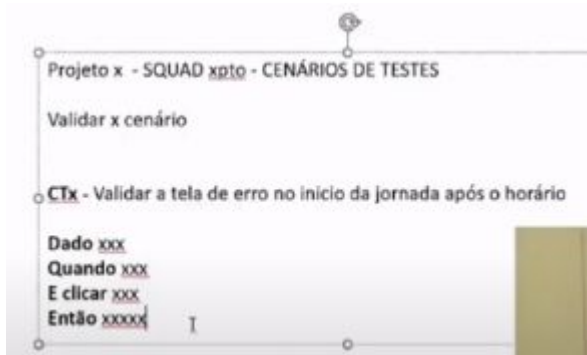 Projeto x - SQUAD xpto - CENÁRIOS DE TESTES
Validar x cenário
CTx - Validar a tela de erro no inicio da jornada após o horário
Dado xxx
Quando xxx
E clicar xxx
Então xxxxx